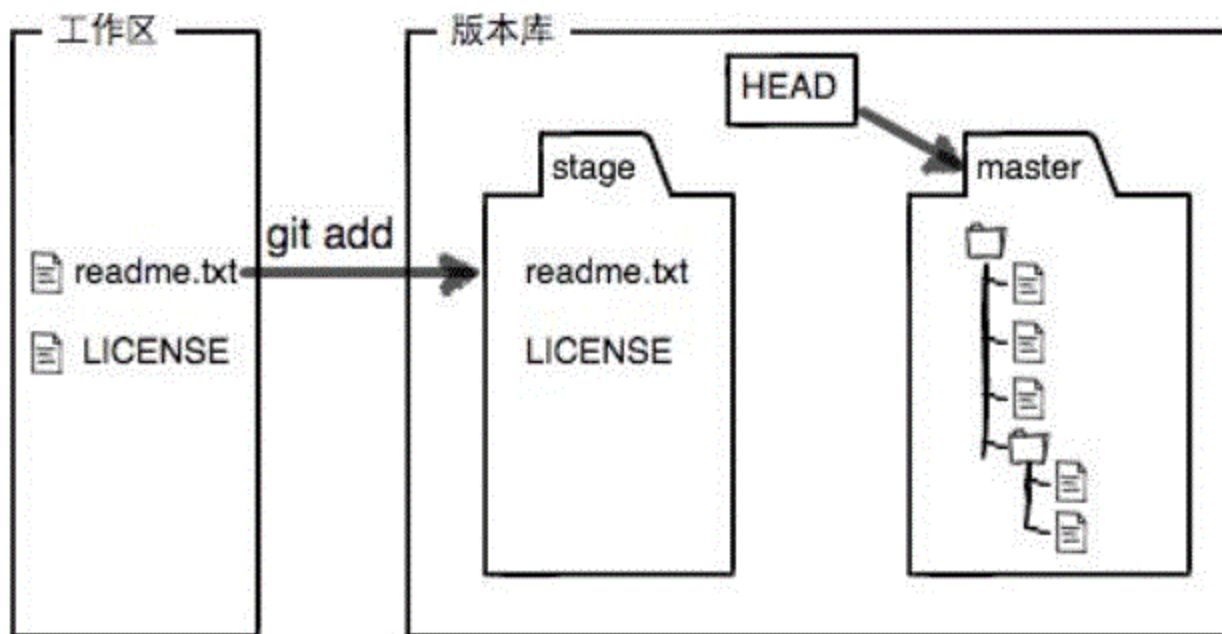 工作区
版本库
HEAD
stage
master
git add
readme.txt
readme.txt
LICENSE
LICENSE